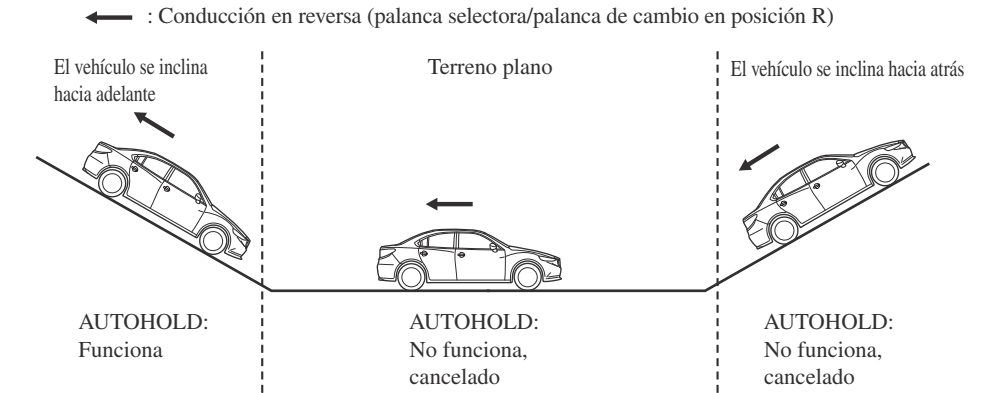 : Conducción en reversa (palanca selectora/palanca de cambio en posición R)
El vehículo se inclina
hacia adelante
Terreno plano
El vehículo se inclina hacia atrás
AUTOHOLD:
Funciona
AUTOHOLD:
No funciona,
cancelado
AUTOHOLD:
No funciona,
cancelado